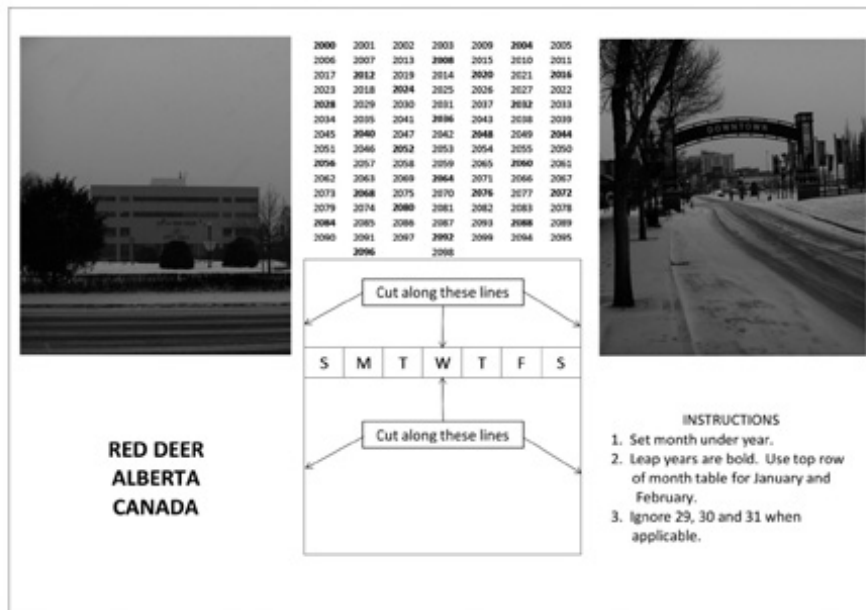 2000 2001 2002 2003 2009 2004 2005
2006 2007 2013 2008 2015 2010 2011
2017 2012 2019 2014 2020 2021 2016
2023 2018 2024 2025 2026 2027 2022
2028 2029 2030 2031 2037 2032 2033
2034 2035 2041 2036 2043 2038 2039
2045 2040 2047 2042 2048 2049 2044
2051 2046 2052 2053 2054 2055 2050
2056 2057 2058 2059 2065 2060 2061
2062 2063 2069 2064 2071 2066 2067
2073 2068 2075 2070 2076 2077 2072
2079 2074 2080 2081 2082 2083 2078
2084 2085 2086 2087 2093 2088 2089
2090 2091 2097 2092 2099 2094 2095
2096 2098
DOWNTOWN
Cut along these lines
S M T W T F S
Cut along these lines
RED DEER
ALBERTA
CANADA
INSTRUCTIONS
1. Set month under year.
2. Leap years are bold. Use top row
of month table for January and
February.
3. Ignore 29, 30 and 31 when
applicable.